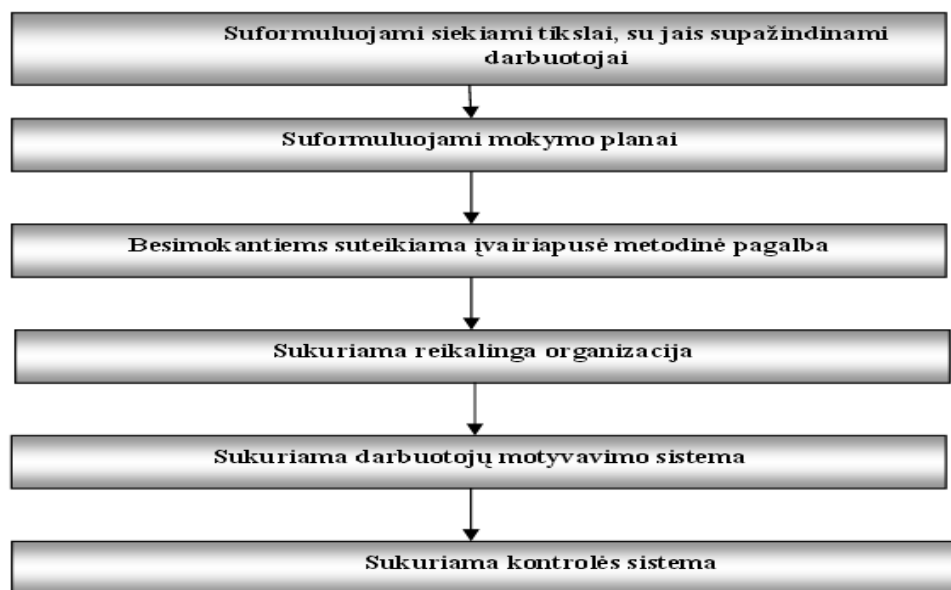 Suformuluojami siekiami tikslai, su jais supažindinami
darbuotojai
Suformuluojami mokymo planai
Besimokantiems suteikiama įvairiapusė metodinė pagalba
Sukuriama reikalinga organizacija
Sukuriama darbuotojų motyvavimo sistema
Sukuriama kontrolės sistema